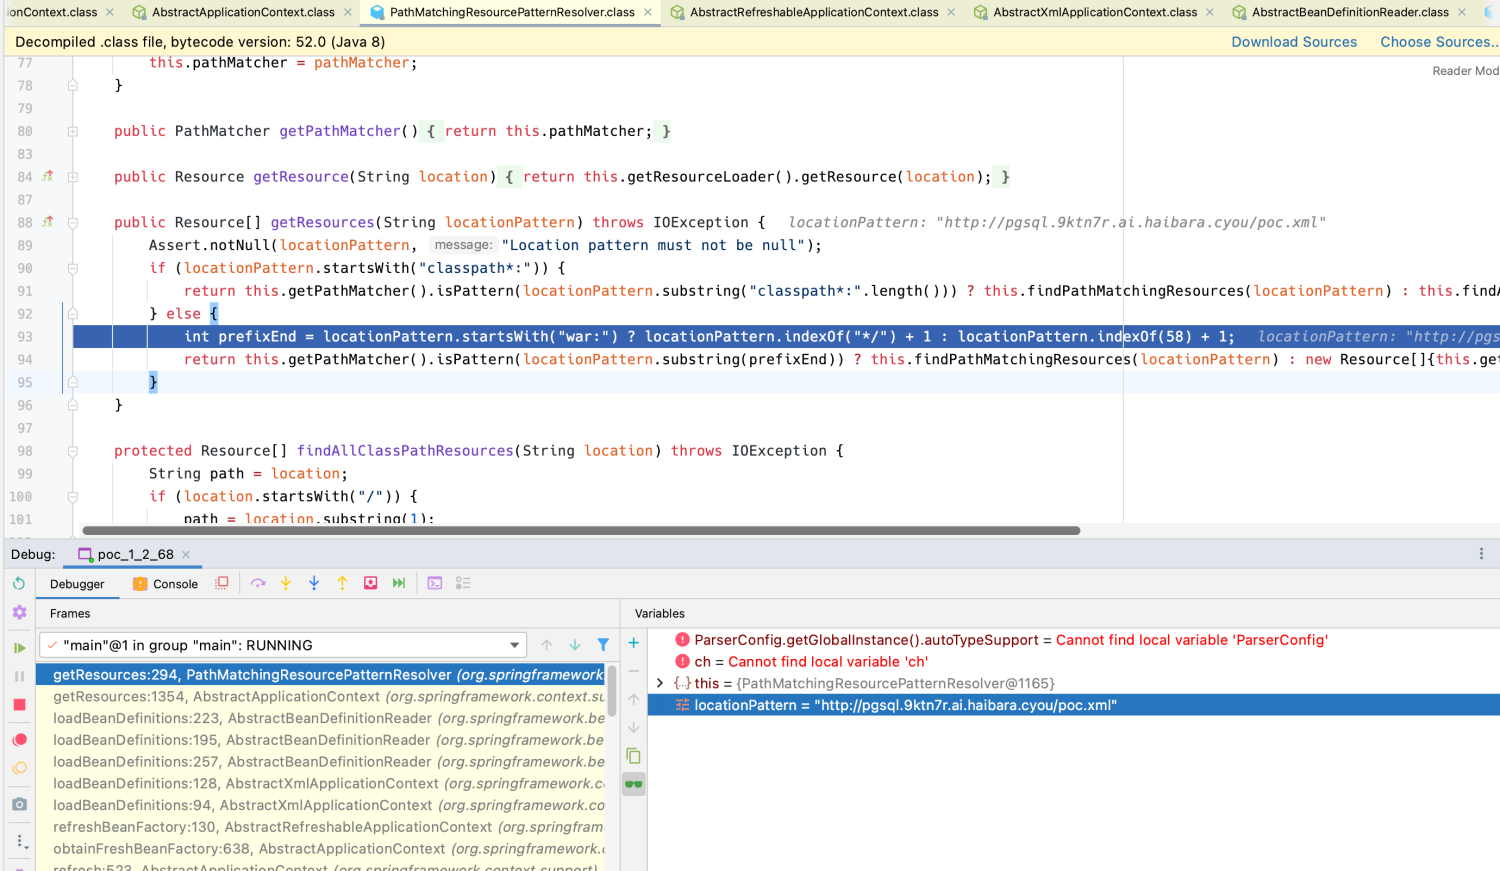 ionContext.class × AbstractApplicationContext.class × PathMatchingResourcePatternResolver.class × AbstractRefreshableApplicationContext.class × AbstractXmlApplicationContext.class × AbstractBeanDefinitionReader.class ×
Decompiled .class file, bytecode version: 52.0 (Java 8) Download Sources Choose Sources..
Reader Mod
77 this.pathMatcher = pathMatcher;
78 }
79
80 public PathMatcher getPathMatcher() { return this.pathMatcher; }
83
84 public Resource getResource(String location) { return this.getResourceLoader().getResource(location); }
87
88 public Resource[] getResources(String locationPattern) throws IOException { locationPattern: "http://pgsql.9ktn7r.ai.haibara.cyou/poc.xml"
89 Assert.notNull(locationPattern, message: "Location pattern must not be null");
90 if (locationPattern.startsWith("classpath*:")) {
91 return this.getPathMatcher().isPattern(locationPattern.substring("classpath*:".length())) ? this.findPathMatchingResources(locationPattern) : this.findA
92 } else {
93 int prefixEnd = locationPattern.startsWith("war:") ? locationPattern.indexOf("*/") + 1 : locationPattern.indexOf(58) + 1; locationPattern: "http://pgs
94 return this.getPathMatcher().isPattern(locationPattern.substring(prefixEnd)) ? this.findPathMatchingResources(locationPattern) : new Resource[]{this.get
95 }
96 }
97
98 protected Resource[] findAllClassPathResources(String location) throws IOException {
99 String path = location;
100 if (location.startsWith("/")) {
101 path = location.substring(1);
Debug: poc_1_2_68 ×
Debugger Console
Frames
Variables
"main"@1 in group "main": RUNNING
getResources:294, PathMatchingResourcePatternResolver (org.springframework
getResources:1354, AbstractApplicationContext (org.springframework.context.su
loadBeanDefinitions:223, AbstractBeanDefinitionReader (org.springframework.be
loadBeanDefinitions:195, AbstractBeanDefinitionReader (org.springframework.be
loadBeanDefinitions:257, AbstractBeanDefinitionReader (org.springframework.be
loadBeanDefinitions:128, AbstractXmlApplicationContext (org.springframework.c
loadBeanDefinitions:94, AbstractXmlApplicationContext (org.springframework.co
refreshBeanFactory:130, AbstractRefreshableApplicationContext (org.springfram
obtainFreshBeanFactory:638, AbstractApplicationContext (org.springframework.c
refresh:523, AbstractApplicationContext (org.springframework.context.support)
ParserConfig.getGlobalInstance().autoTypeSupport = Cannot find local variable 'ParserConfig'
ch = Cannot find local variable 'ch'
this = {PathMatchingResourcePatternResolver@1165}
locationPattern = "http://pgsql.9ktn7r.ai.haibara.cyou/poc.xml"